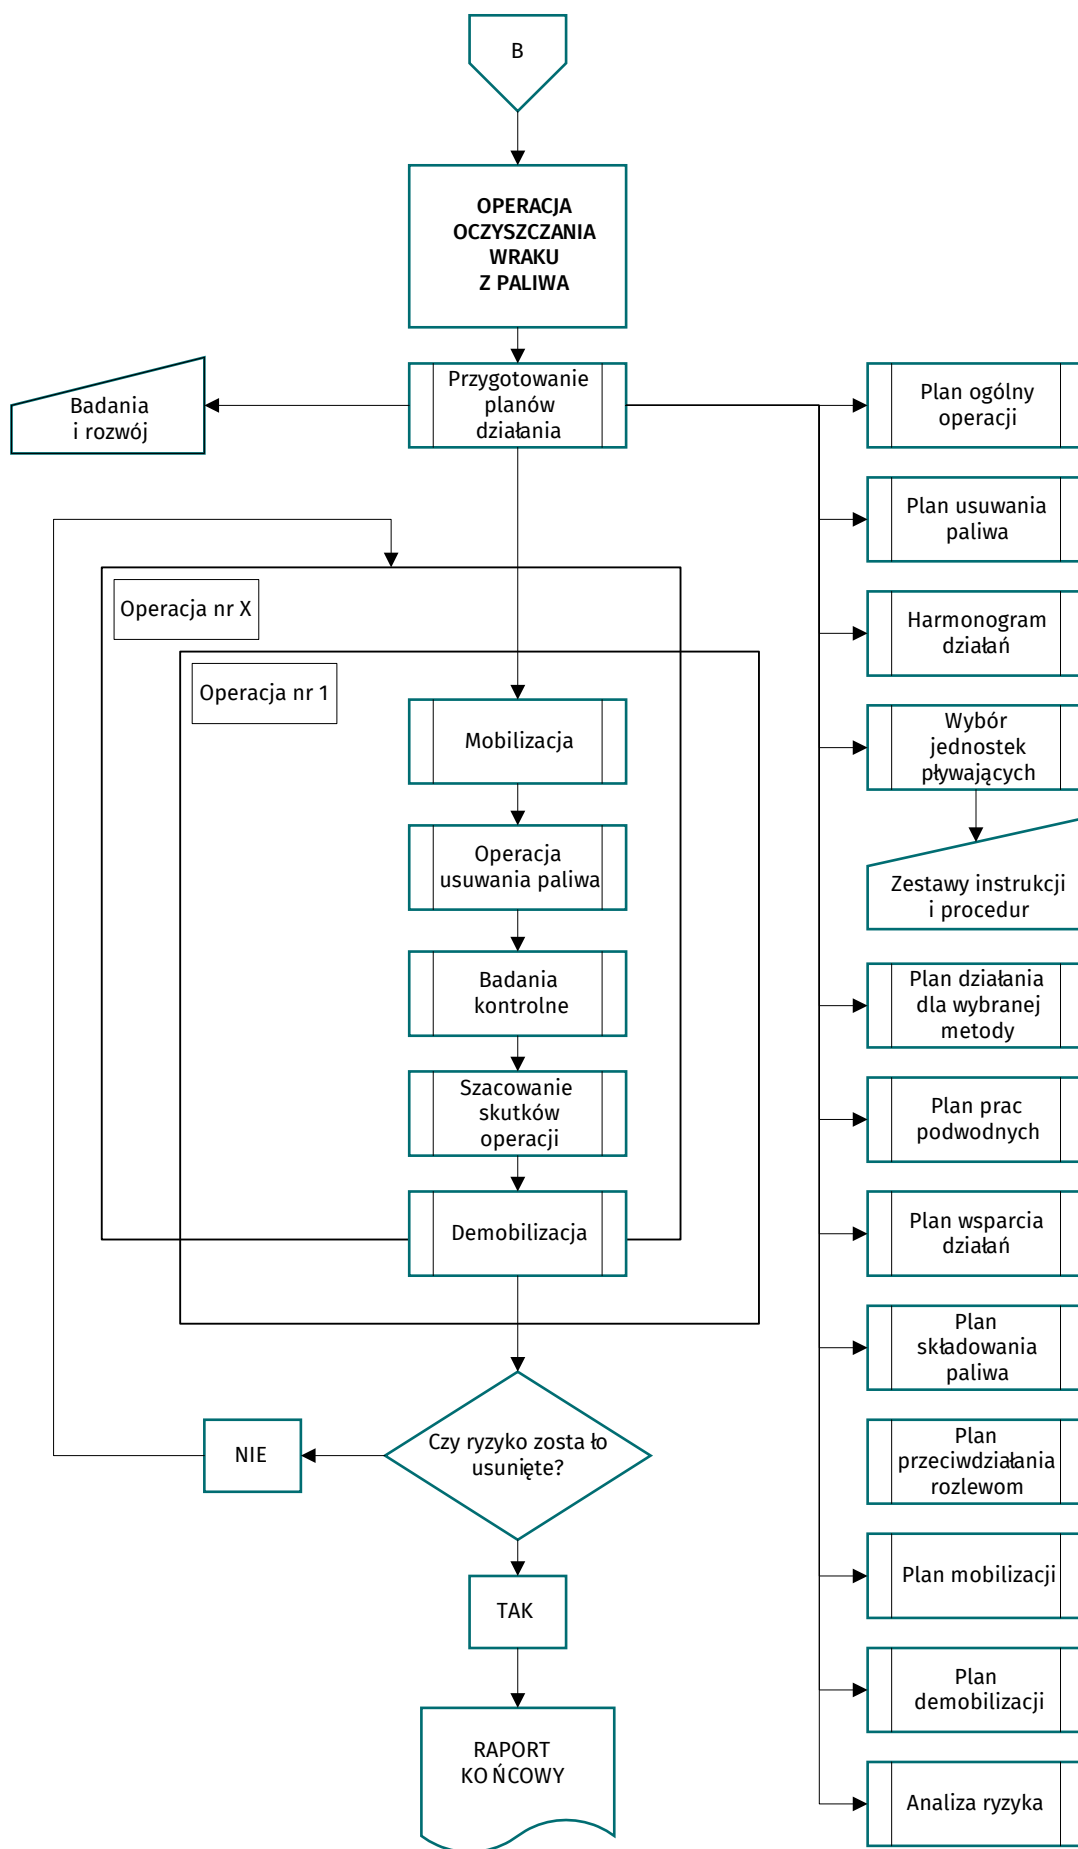 B
OPERACJA
OCZYSZCZANIA
WRAKU
Z PALIWA
Badania
i rozwój
Przygotowanie
planów
działania
Plan ogólny
operacji
Plan usuwania
paliwa
Operacja nr X
Harmonogram
działań
Operacja nr 1
Mobilizacja
Wybór
jednostek
pływających
Operacja
usuwania paliwa
Zestawy instrukcji
i procedur
Badania
kontrolne
Plan działania
dla wybranej
metody
Szacowanie
skutków
operacji
Plan prac
podwodnych
Demobilizacja
Plan wsparcia
działań
Plan
składowania
paliwa
NIE
Czy ryzyko zosta ło
usunięte?
Plan
przeciwdziałania
rozlewom
TAK
Plan mobilizacji
Plan
demobilizacji
RAPORT
KO ŃCOWY
Analiza ryzyka